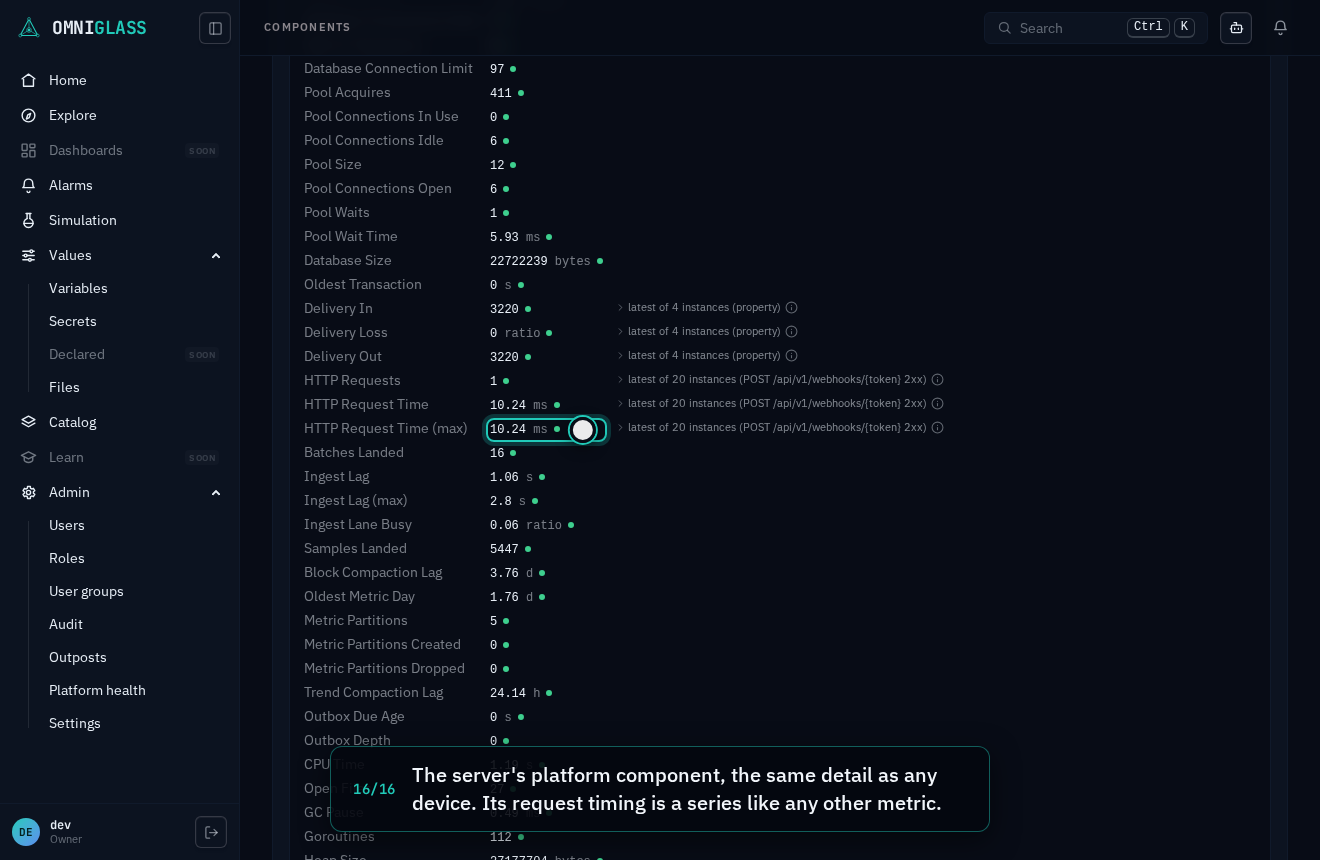 OMNIGLASS
COMPONENTS
Search
Ctrl K
Home
Explore
Dashboards SOON
Alarms
Simulation
Values
Variables
Secrets
Declared SOON
Files
Catalog
Learn SOON
Admin
Users
Roles
User groups
Audit
Outposts
Platform health
Settings
DE
dev
Owner
Database Connection Limit 97
Pool Acquires 411
Pool Connections In Use 0
Pool Connections Idle 6
Pool Size 12
Pool Connections Open 6
Pool Waits 1
Pool Wait Time 5.93 ms
Database Size 22722239 bytes
Oldest Transaction 0 s
Delivery In 3220 latest of 4 instances (property)
Delivery Loss 0 ratio latest of 4 instances (property)
Delivery Out 3220 latest of 4 instances (property)
HTTP Requests 1 latest of 20 instances (POST /api/v1/webhooks/{token} 2xx)
HTTP Request Time 10.24 ms latest of 20 instances (POST /api/v1/webhooks/{token} 2xx)
HTTP Request Time (max) 10.24 ms latest of 20 instances (POST /api/v1/webhooks/{token} 2xx)
Batches Landed 16
Ingest Lag 1.06 s
Ingest Lag (max) 2.8 s
Ingest Lane Busy 0.06 ratio
Samples Landed 5447
Block Compaction Lag 3.76 d
Oldest Metric Day 1.76 d
Metric Partitions 5
Metric Partitions Created 0
Metric Partitions Dropped 0
Trend Compaction Lag 24.14 h
Outbox Due Age 0 s
Outbox Depth 0
CPU Time 1.10 s
Open 27
GC Pause 0.49 ms
Goroutines 112
Heap Size 27177704 bytes
16/16
The server's platform component, the same detail as any
device. Its request timing is a series like any other metric.